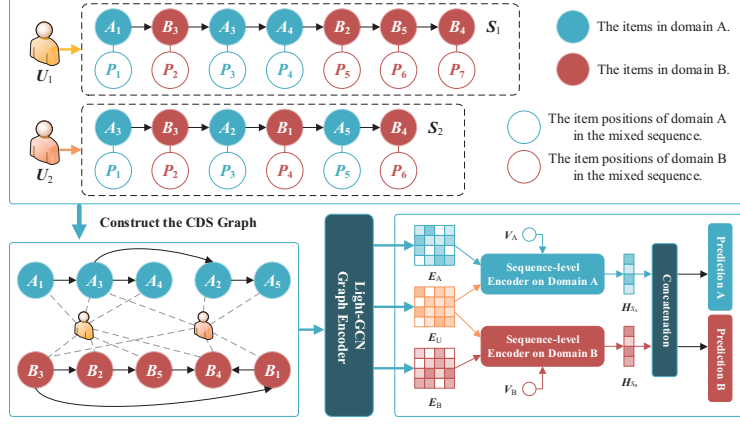 A1 B3 A3 A4 B2 B5 B4 S1
P1 P2 P3 P4 P5 P6 P7
U1
A3 B3 A2 B1 A5 B4 S2
P1 P2 P3 P4 P5 P6
U2
The items in domain A.
The items in domain B.
The item positions of domain A
in the mixed sequence.
The item positions of domain B
in the mixed sequence.
Construct the CDS Graph
A1 A3 A4 A2 A5
B3 B2 B5 B4 B1
Light-GCN
Graph Encoder
EA
EU
EB
VA
Sequence-level
Encoder on Domain A
Sequence-level
Encoder on Domain B
VB
HSA
HSB
Concatenation
Prediction A
Prediction B